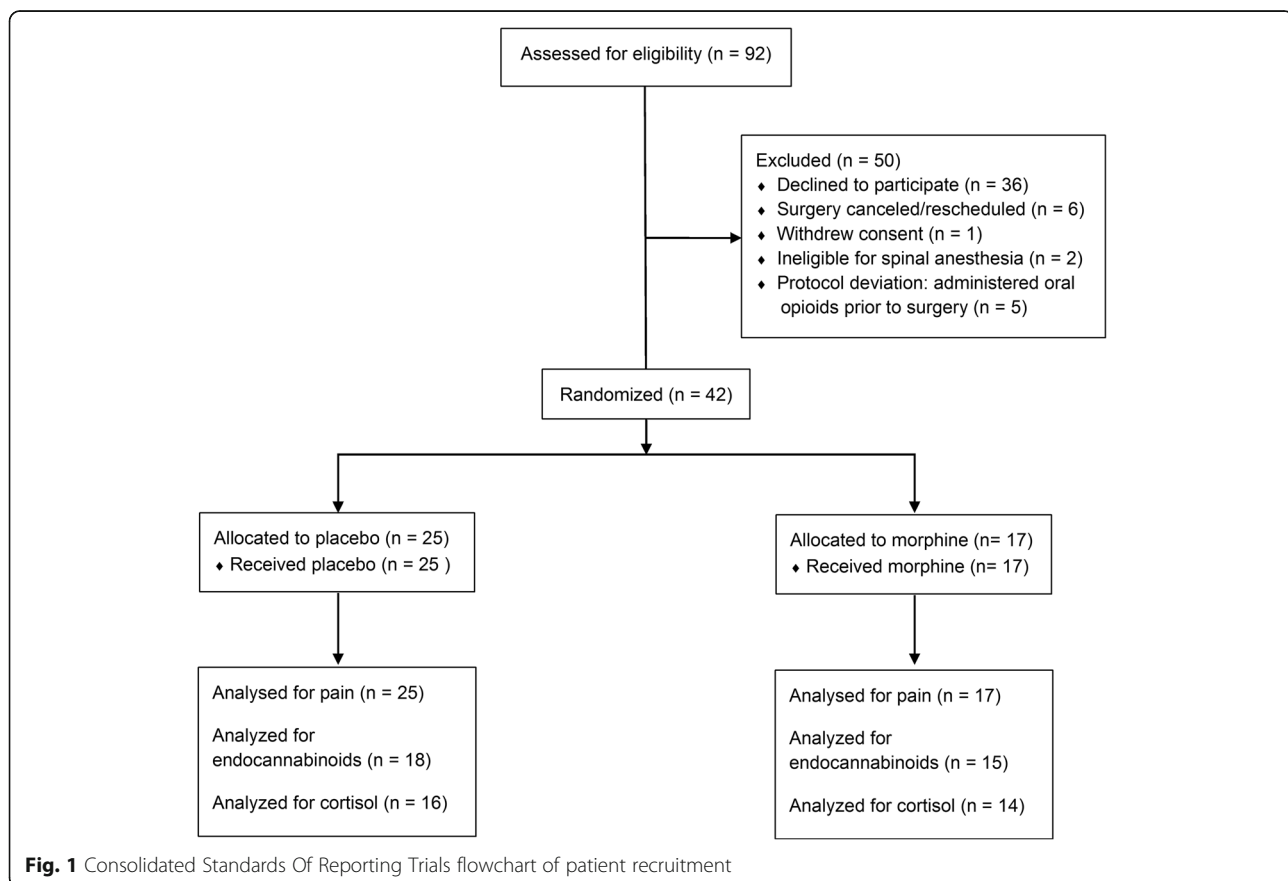 Assessed for eligibility (n = 92)
Excluded (n = 50)
♦ Declined to participate (n = 36)
♦ Surgery canceled/rescheduled (n = 6)
♦ Withdrew consent (n = 1)
♦ Ineligible for spinal anesthesia (n = 2)
♦ Protocol deviation: administered oral
opioids prior to surgery (n = 5)
Randomized (n = 42)
Allocated to placebo (n = 25)
♦ Received placebo (n = 25 )
Allocated to morphine (n= 17)
♦ Received morphine (n= 17)
Analysed for pain (n = 25)
Analyzed for
endocannabinoids (n = 18)
Analyzed for cortisol (n = 16)
Analysed for pain (n = 17)
Analyzed for
endocannabinoids (n = 15)
Analyzed for cortisol (n = 14)
Fig. 1 Consolidated Standards Of Reporting Trials flowchart of patient recruitment